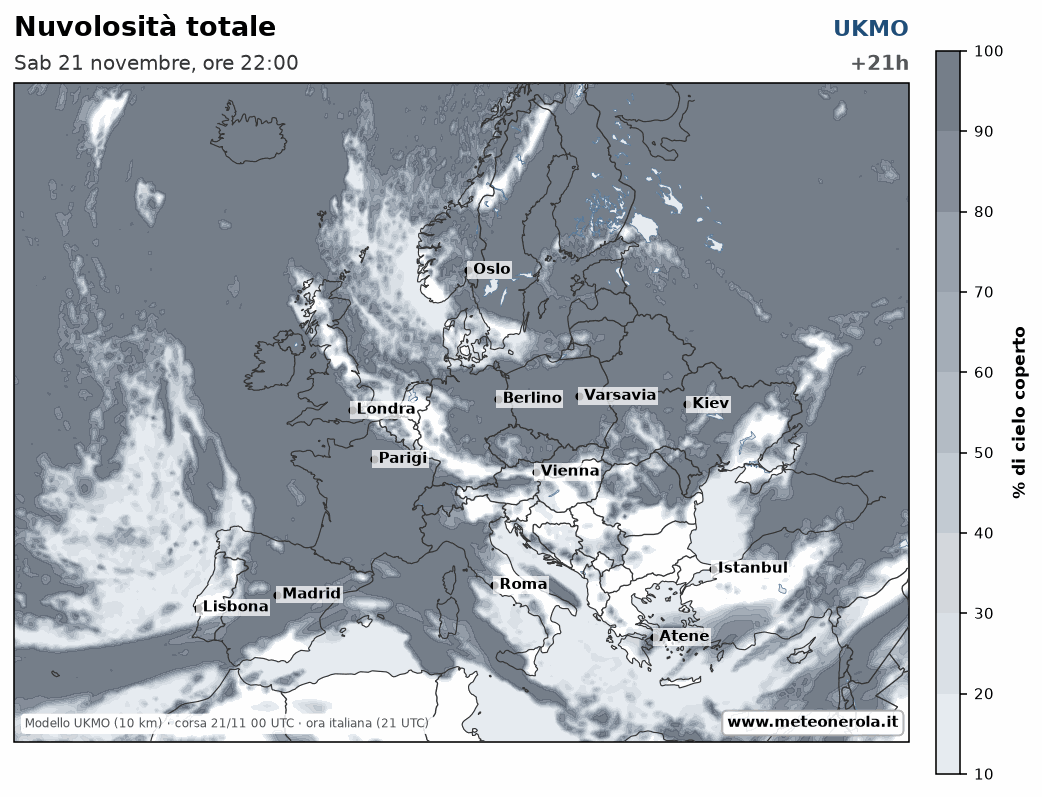 Nuvolosità totale
UKMO
Sab 21 novembre, ore 22:00
+21h
100
90
80
70
60
50
40
30
20
10
% di cielo coperto
Oslo
Londra
Berlino
Varsavia
Kiev
Parigi
Vienna
Istanbul
Roma
Madrid
Lisbona
Atene
Modello UKMO (10 km) · corsa 21/11 00 UTC · ora italiana (21 UTC)
www.meteonerola.it